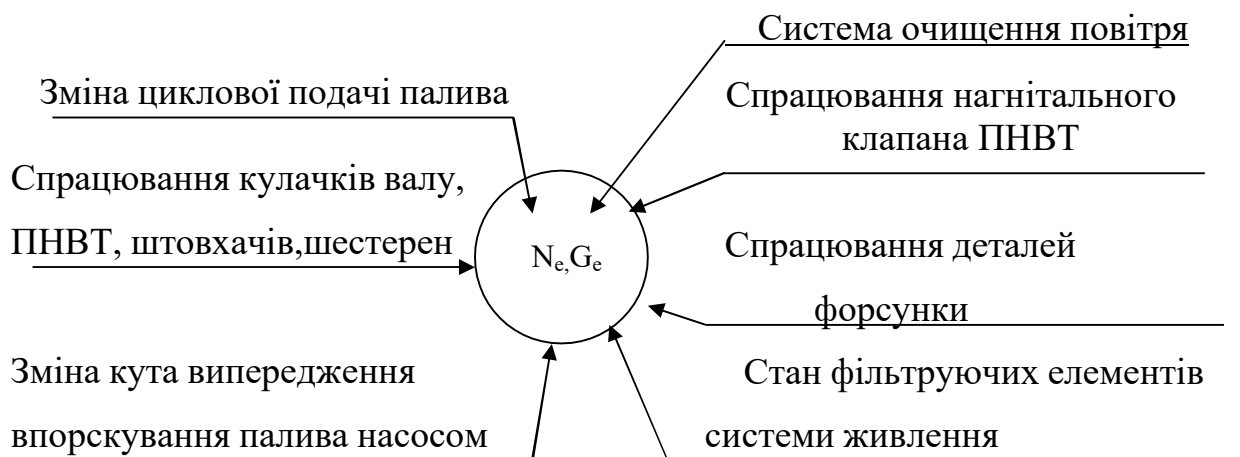 Система очищення повітря
Зміна циклової подачі палива
Спрацювання нагнітального
клапана ПНВТ
Спрацювання кулачків валу,
ПНВТ, штовхачів,шестерен
Nₑ,Gₑ
Спрацювання деталей
форсунки
Зміна кута випередження
впорскування палива насосом
Стан фільтруючих елементів
системи живлення